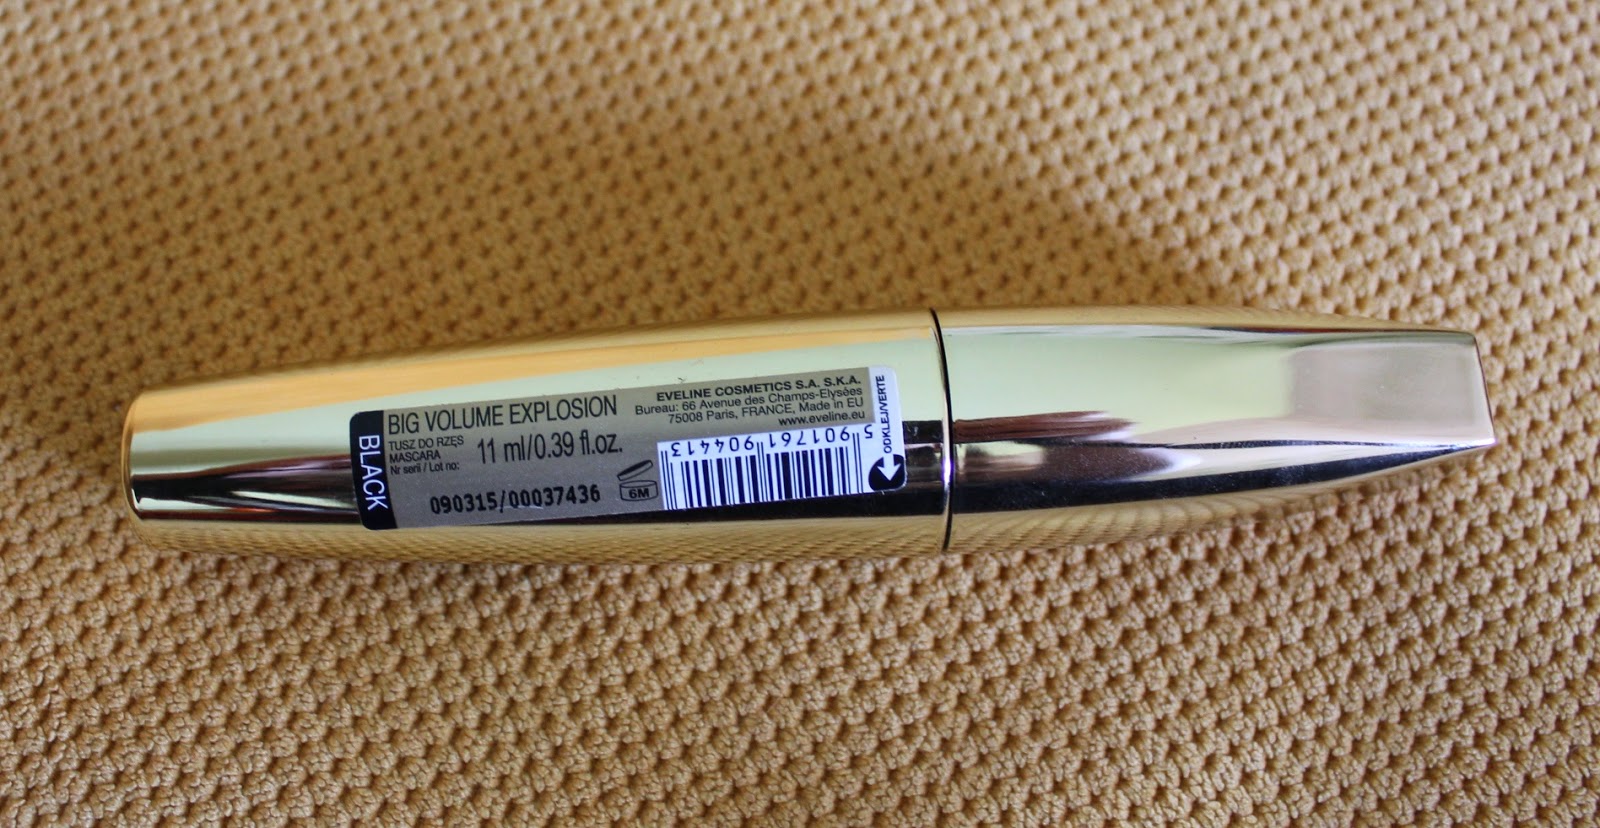 BLACK
BIG VOLUME EXPLOSION
TUSZ DO RZĘS
MASCARA
Nr serii / Lot no:
11 ml/0.39 fl.oz.
090315/00037436
6M
EVELINE COSMETICS S.A. S.K.A.
Bureau: 66 Avenue des Champs-Elysées
75008 Paris, FRANCE, Made in EU
www.eveline.eu
5 901761 904413
ODKLEJ/VERTE